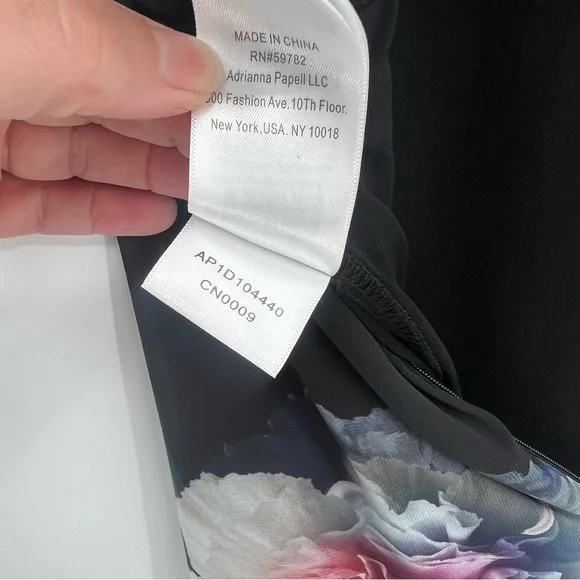 MADE IN CHINA
RN#59782
Adrianna Papell LLC
00 Fashion Ave.10Th Floor.
New York,USA. NY 10018
AP1D104440
CN0009